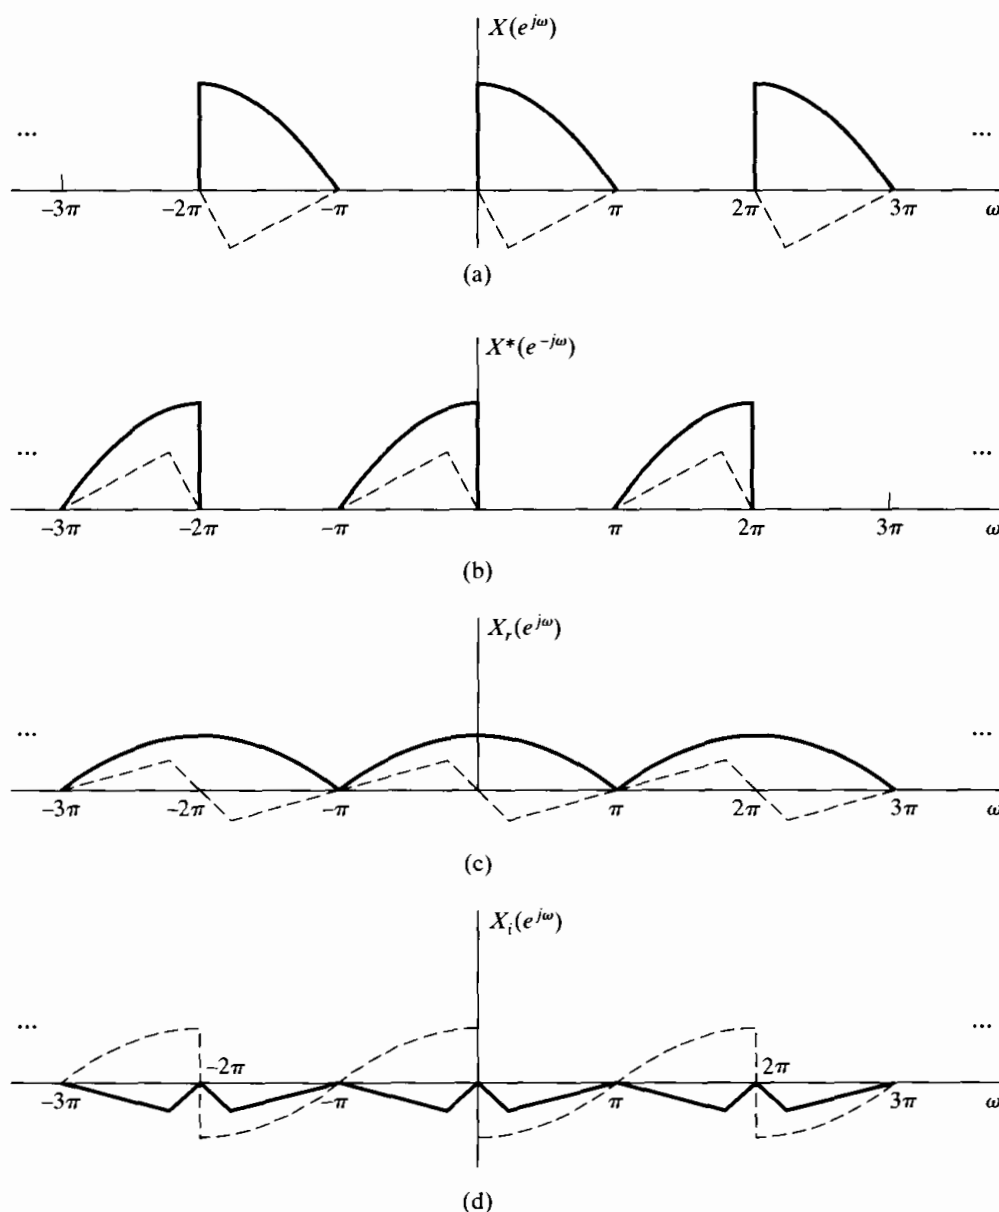 X(e^{jω})
... ...
−3π −2π −π π 2π 3π ω
(a)
X*(e^{−jω})
... ...
−3π −2π −π π 2π 3π ω
(b)
X_r(e^{jω})
... ...
−3π −2π −π π 2π 3π ω
(c)
X_i(e^{jω})
... ...
−2π 2π
−3π −π π 3π ω
(d)